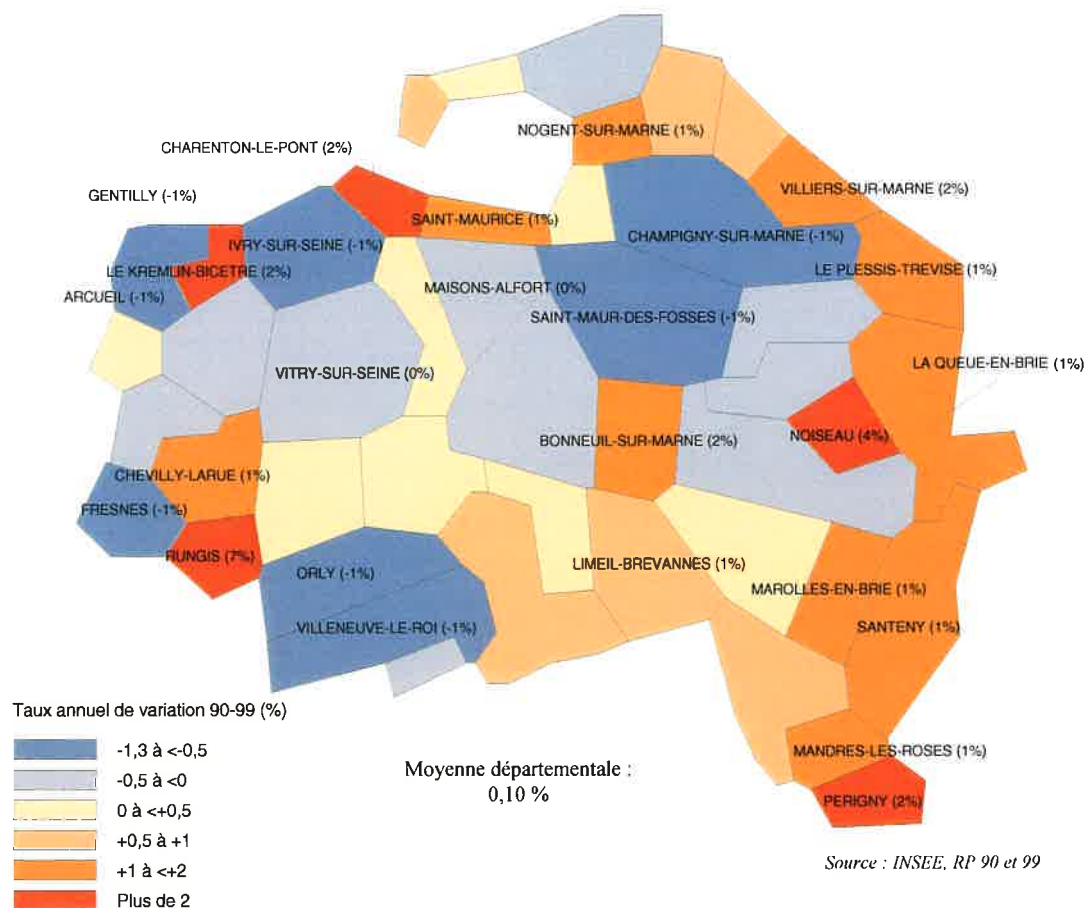 NOGENT-SUR-MARNE (1%)
CHARENTON-LE-PONT (2%)
VILLIERS-SUR-MARNE (2%)
GENTILLY (-1%)
SAINT-MAURICE (1%)
CHAMPIGNY-SUR-MARNE (-1%)
IVRY-SUR-SEINE (-1%)
LE KREMLIN-BICETRE (2%)
LE PLESSIS-TREVISE (1%)
MAISONS-ALFORT (0%)
ARCUEIL (-1%)
SAINT-MAUR-DES-FOSSES (-1%)
LA QUEUE-EN-BRIE (1%)
VITRY-SUR-SEINE (0%)
BONNEUIL-SUR-MARNE (2%)
NOISEAU (4%)
CHEVILLY-LARUE (1%)
FRESNES (-1%)
RUNGIS (7%)
LIMEIL-BREVANNES (1%)
ORLY (-1%)
MAROLLES-EN-BRIE (1%)
VILLENEUVE-LE-ROI (-1%)
SANTENY (1%)
Taux annuel de variation 90-99 (%)
-1,3 à <-0,5
-0,5 à <0
0 à <+0,5
+0,5 à +1
+1 à <+2
Plus de 2
Moyenne départementale :
0,10 %
MANDRES-LES-ROSES (1%)
PERIGNY (2%)
Source : INSEE, RP 90 et 99